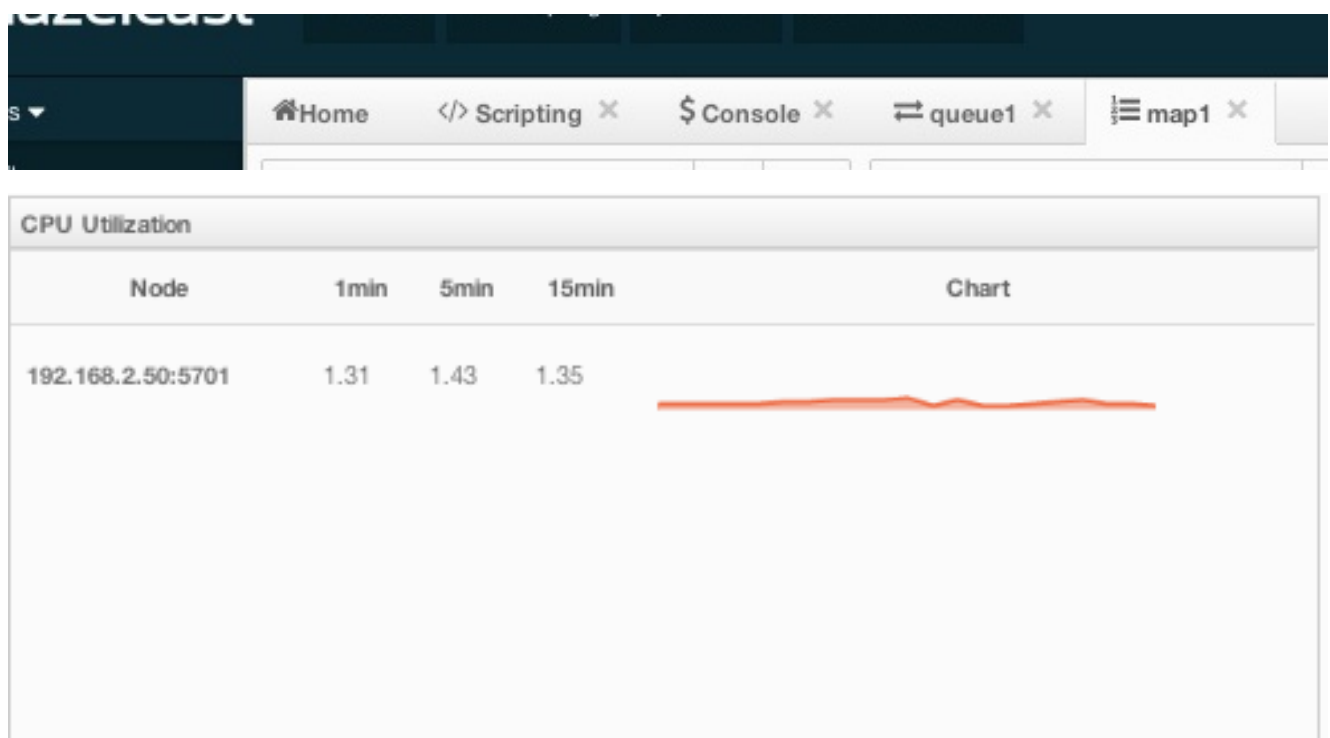 Home </> Scripting × $ Console × queue1 × map1 ×
CPU Utilization
Node 1min 5min 15min Chart
192.168.2.50:5701 1.31 1.43 1.35